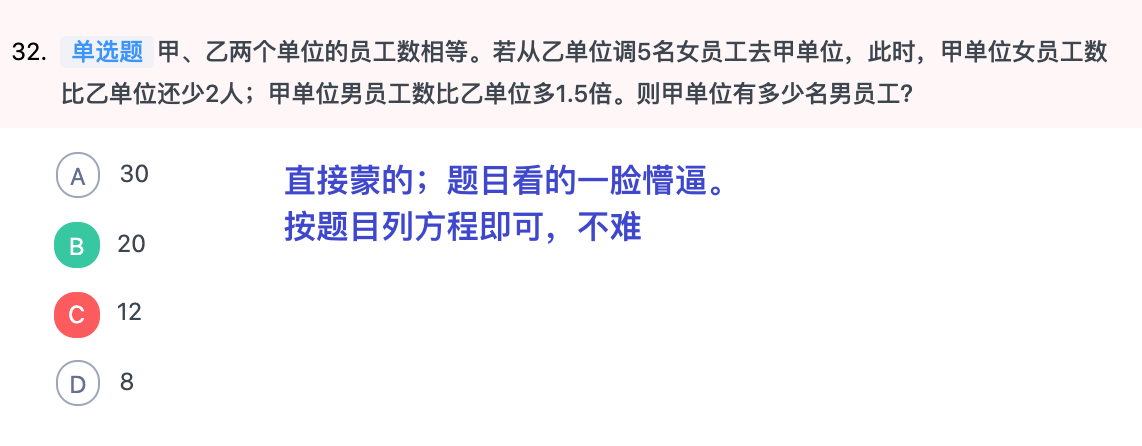 32. 单选题 甲、乙两个单位的员工数相等。若从乙单位调5名女员工去甲单位，此时，甲单位女员工数
比乙单位还少2人；甲单位男员工数比乙单位多1.5倍。则甲单位有多少名男员工？
A 30
直接蒙的；题目看的一脸懵逼。
按题目列方程即可，不难
B 20
C 12
D 8